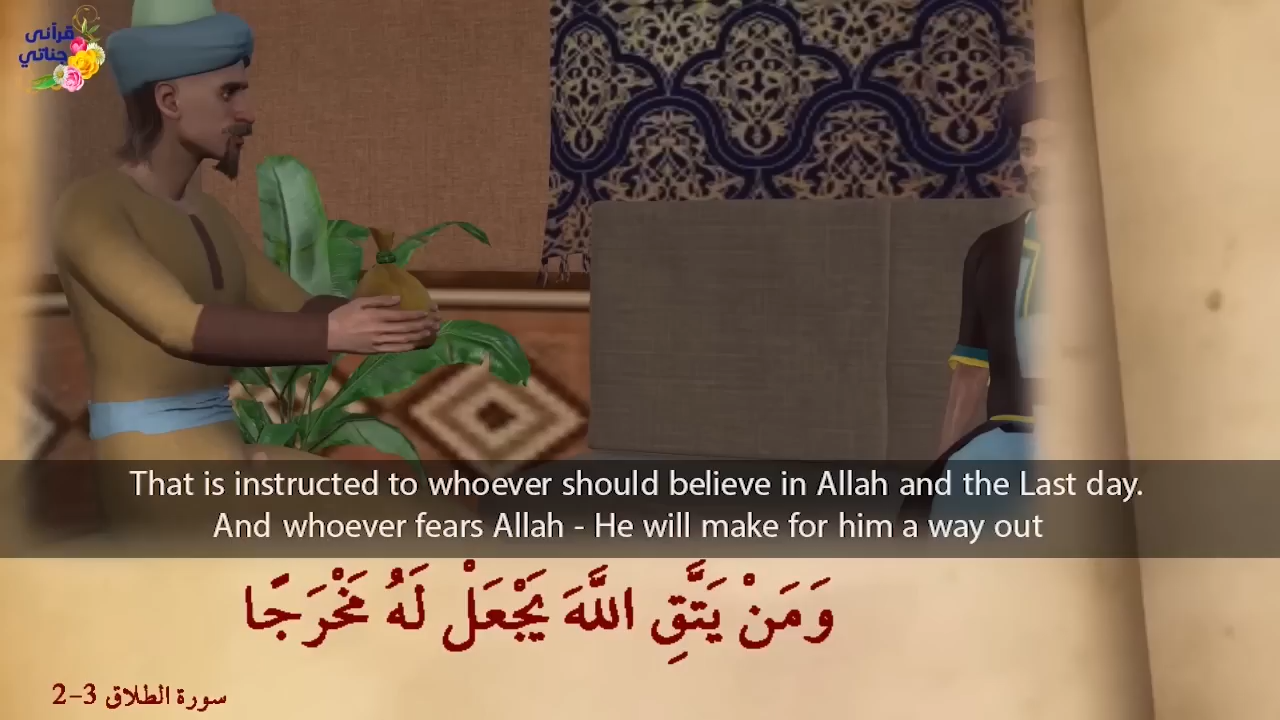 قرآنى
جناتي
That is instructed to whoever should believe in Allah and the Last day.
And whoever fears Allah - He will make for him a way out
وَمَنْ يَتَّقِ اللَّهَ يَجْعَلْ لَهُ مَخْرَجًا
سورة الطلاق 3-2